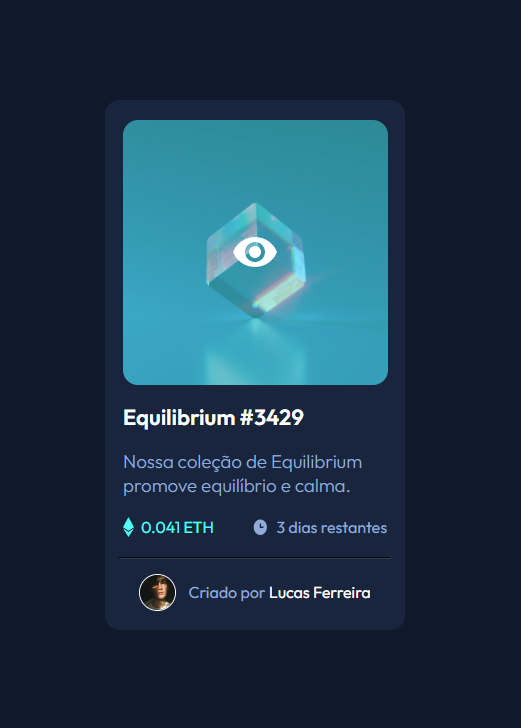 Equilibrium #3429
Nossa coleção de Equilibrium
promove equilíbrio e calma.
0.041 ETH
3 dias restantes
Criado por Lucas Ferreira